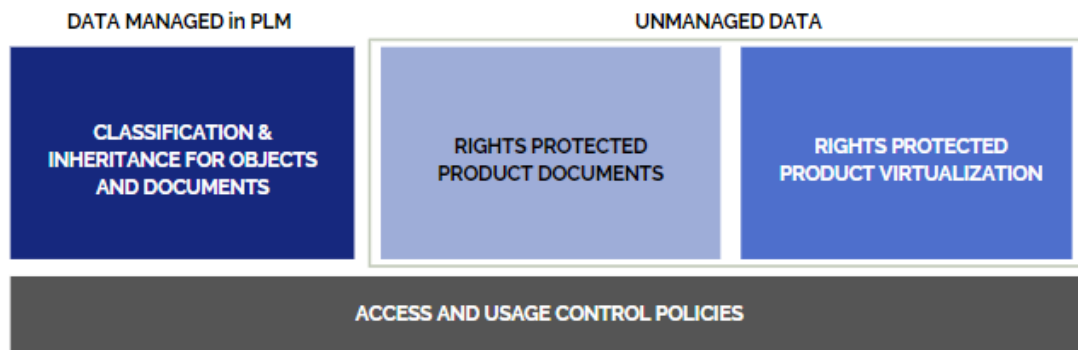 DATA MANAGED in PLM
UNMANAGED DATA
CLASSIFICATION &
INHERITANCE FOR OBJECTS
AND DOCUMENTS
RIGHTS PROTECTED
PRODUCT DOCUMENTS
RIGHTS PROTECTED
PRODUCT VIRTUALIZATION
ACCESS AND USAGE CONTROL POLICIES